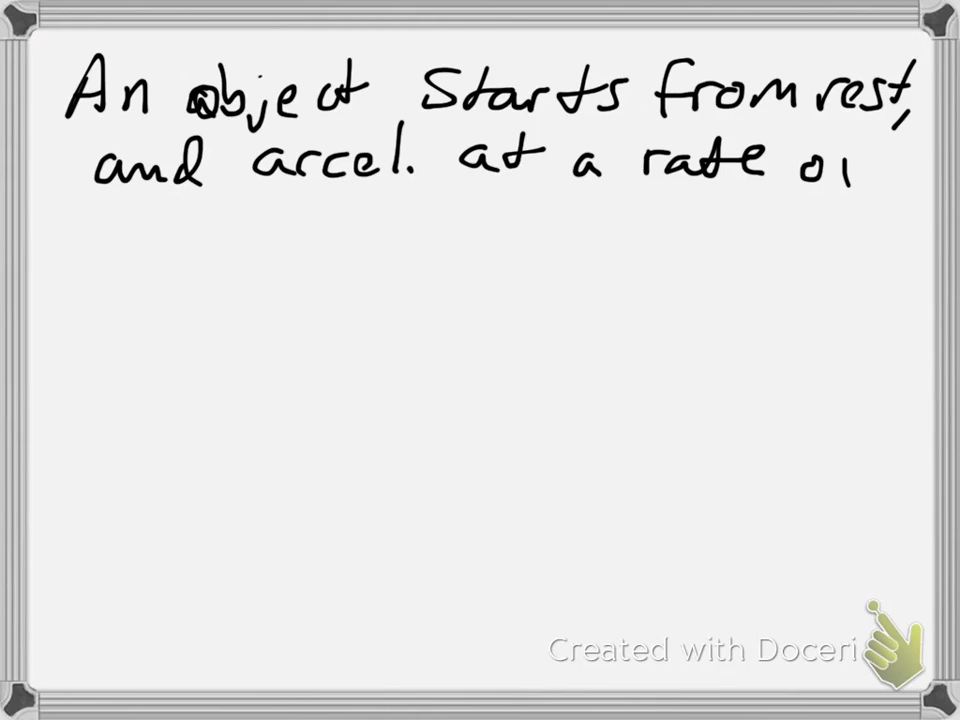 An object starts from rest,
and accel. at a rate
Created with Doceri